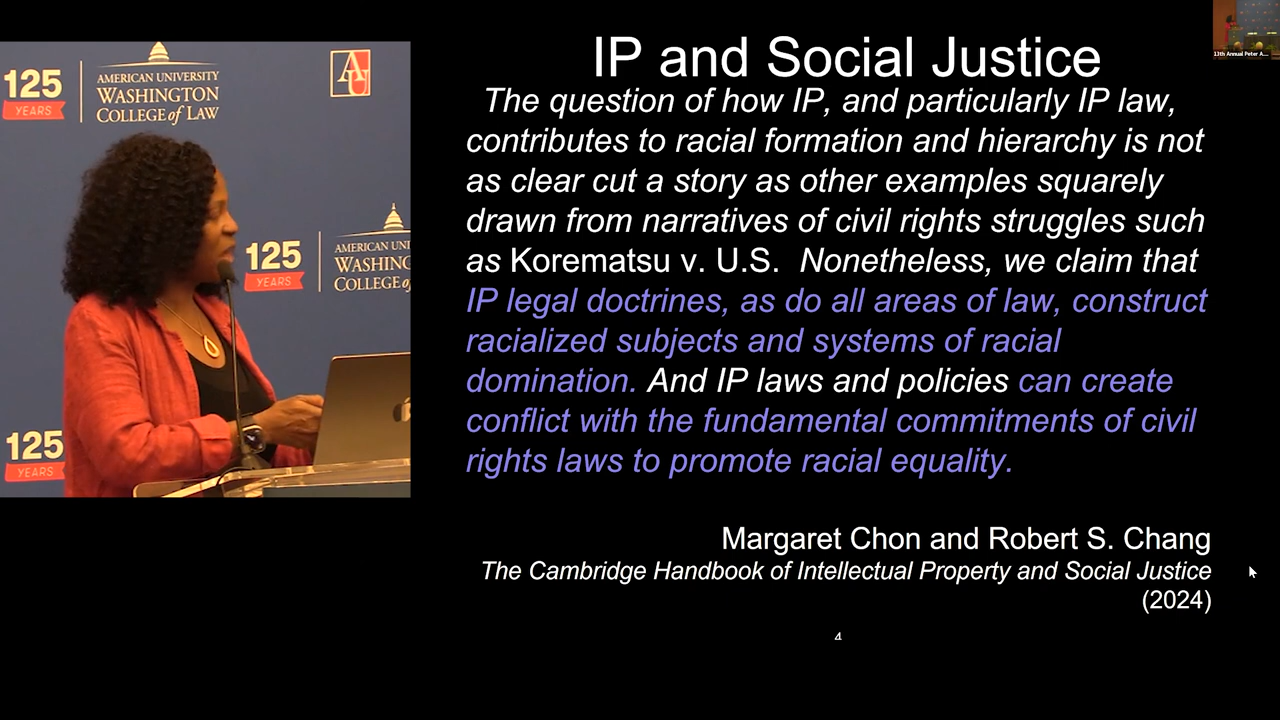 IP and Social Justice
The question of how IP, and particularly IP law,
contributes to racial formation and hierarchy is not
as clear cut a story as other examples squarely
drawn from narratives of civil rights struggles such
as Korematsu v. U.S. Nonetheless, we claim that
IP legal doctrines, as do all areas of law, construct
racialized subjects and systems of racial
domination. And IP laws and policies can create
conflict with the fundamental commitments of civil
rights laws to promote racial equality.
Margaret Chon and Robert S. Chang
The Cambridge Handbook of Intellectual Property and Social Justice
(2024)
4
125
YEARS
AMERICAN UNIVERSITY
WASHINGTON
COLLEGE of LAW
AU
125
YEARS
AMERICAN UNI
WASHING
COLLEGE of
125
YEARS
13th Annual Peter A...